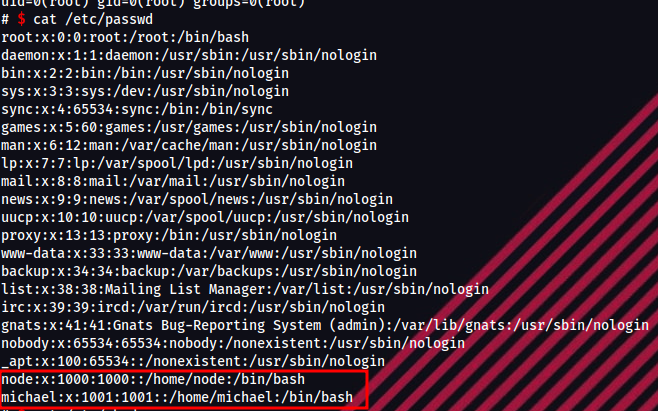 uid=0(root) gid=0(root) groups=0(root)
# $ cat /etc/passwd
root:x:0:0:root:/root:/bin/bash
daemon:x:1:1:daemon:/usr/sbin:/usr/sbin/nologin
bin:x:2:2:bin:/bin:/usr/sbin/nologin
sys:x:3:3:sys:/dev:/usr/sbin/nologin
sync:x:4:65534:sync:/bin:/bin/sync
games:x:5:60:games:/usr/games:/usr/sbin/nologin
man:x:6:12:man:/var/cache/man:/usr/sbin/nologin
lp:x:7:7:lp:/var/spool/lpd:/usr/sbin/nologin
mail:x:8:8:mail:/var/mail:/usr/sbin/nologin
news:x:9:9:news:/var/spool/news:/usr/sbin/nologin
uucp:x:10:10:uucp:/var/spool/uucp:/usr/sbin/nologin
proxy:x:13:13:proxy:/bin:/usr/sbin/nologin
www-data:x:33:33:www-data:/var/www:/usr/sbin/nologin
backup:x:34:34:backup:/var/backups:/usr/sbin/nologin
list:x:38:38:Mailing List Manager:/var/list:/usr/sbin/nologin
irc:x:39:39:ircd:/var/run/ircd:/usr/sbin/nologin
gnats:x:41:41:Gnats Bug-Reporting System (admin):/var/lib/gnats:/usr/sbin/nologin
nobody:x:65534:65534:nobody:/nonexistent:/usr/sbin/nologin
_apt:x:100:65534::/nonexistent:/usr/sbin/nologin
node:x:1000:1000::/home/node:/bin/bash
michael:x:1001:1001::/home/michael:/bin/bash